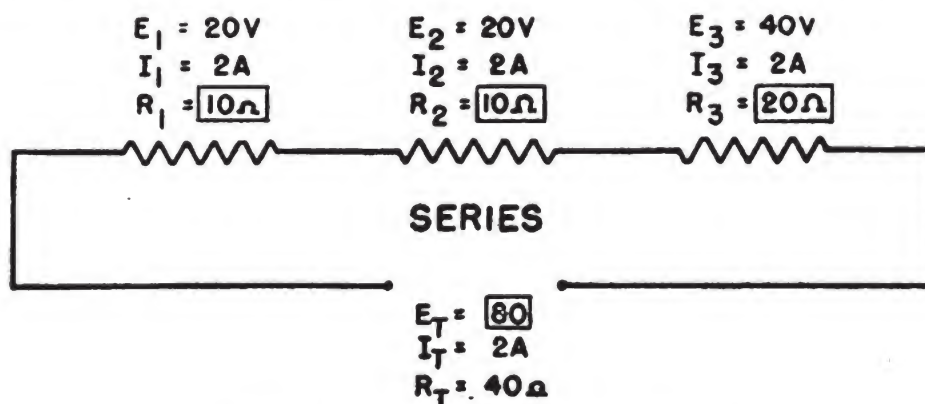 E1 = 20V E2 = 20V E3 = 40V
I1 = 2A I2 = 2A I3 = 2A
R1 = 10Ω R2 = 10Ω R3 = 20Ω
SERIES
ET = 80
IT = 2A
RT = 40Ω